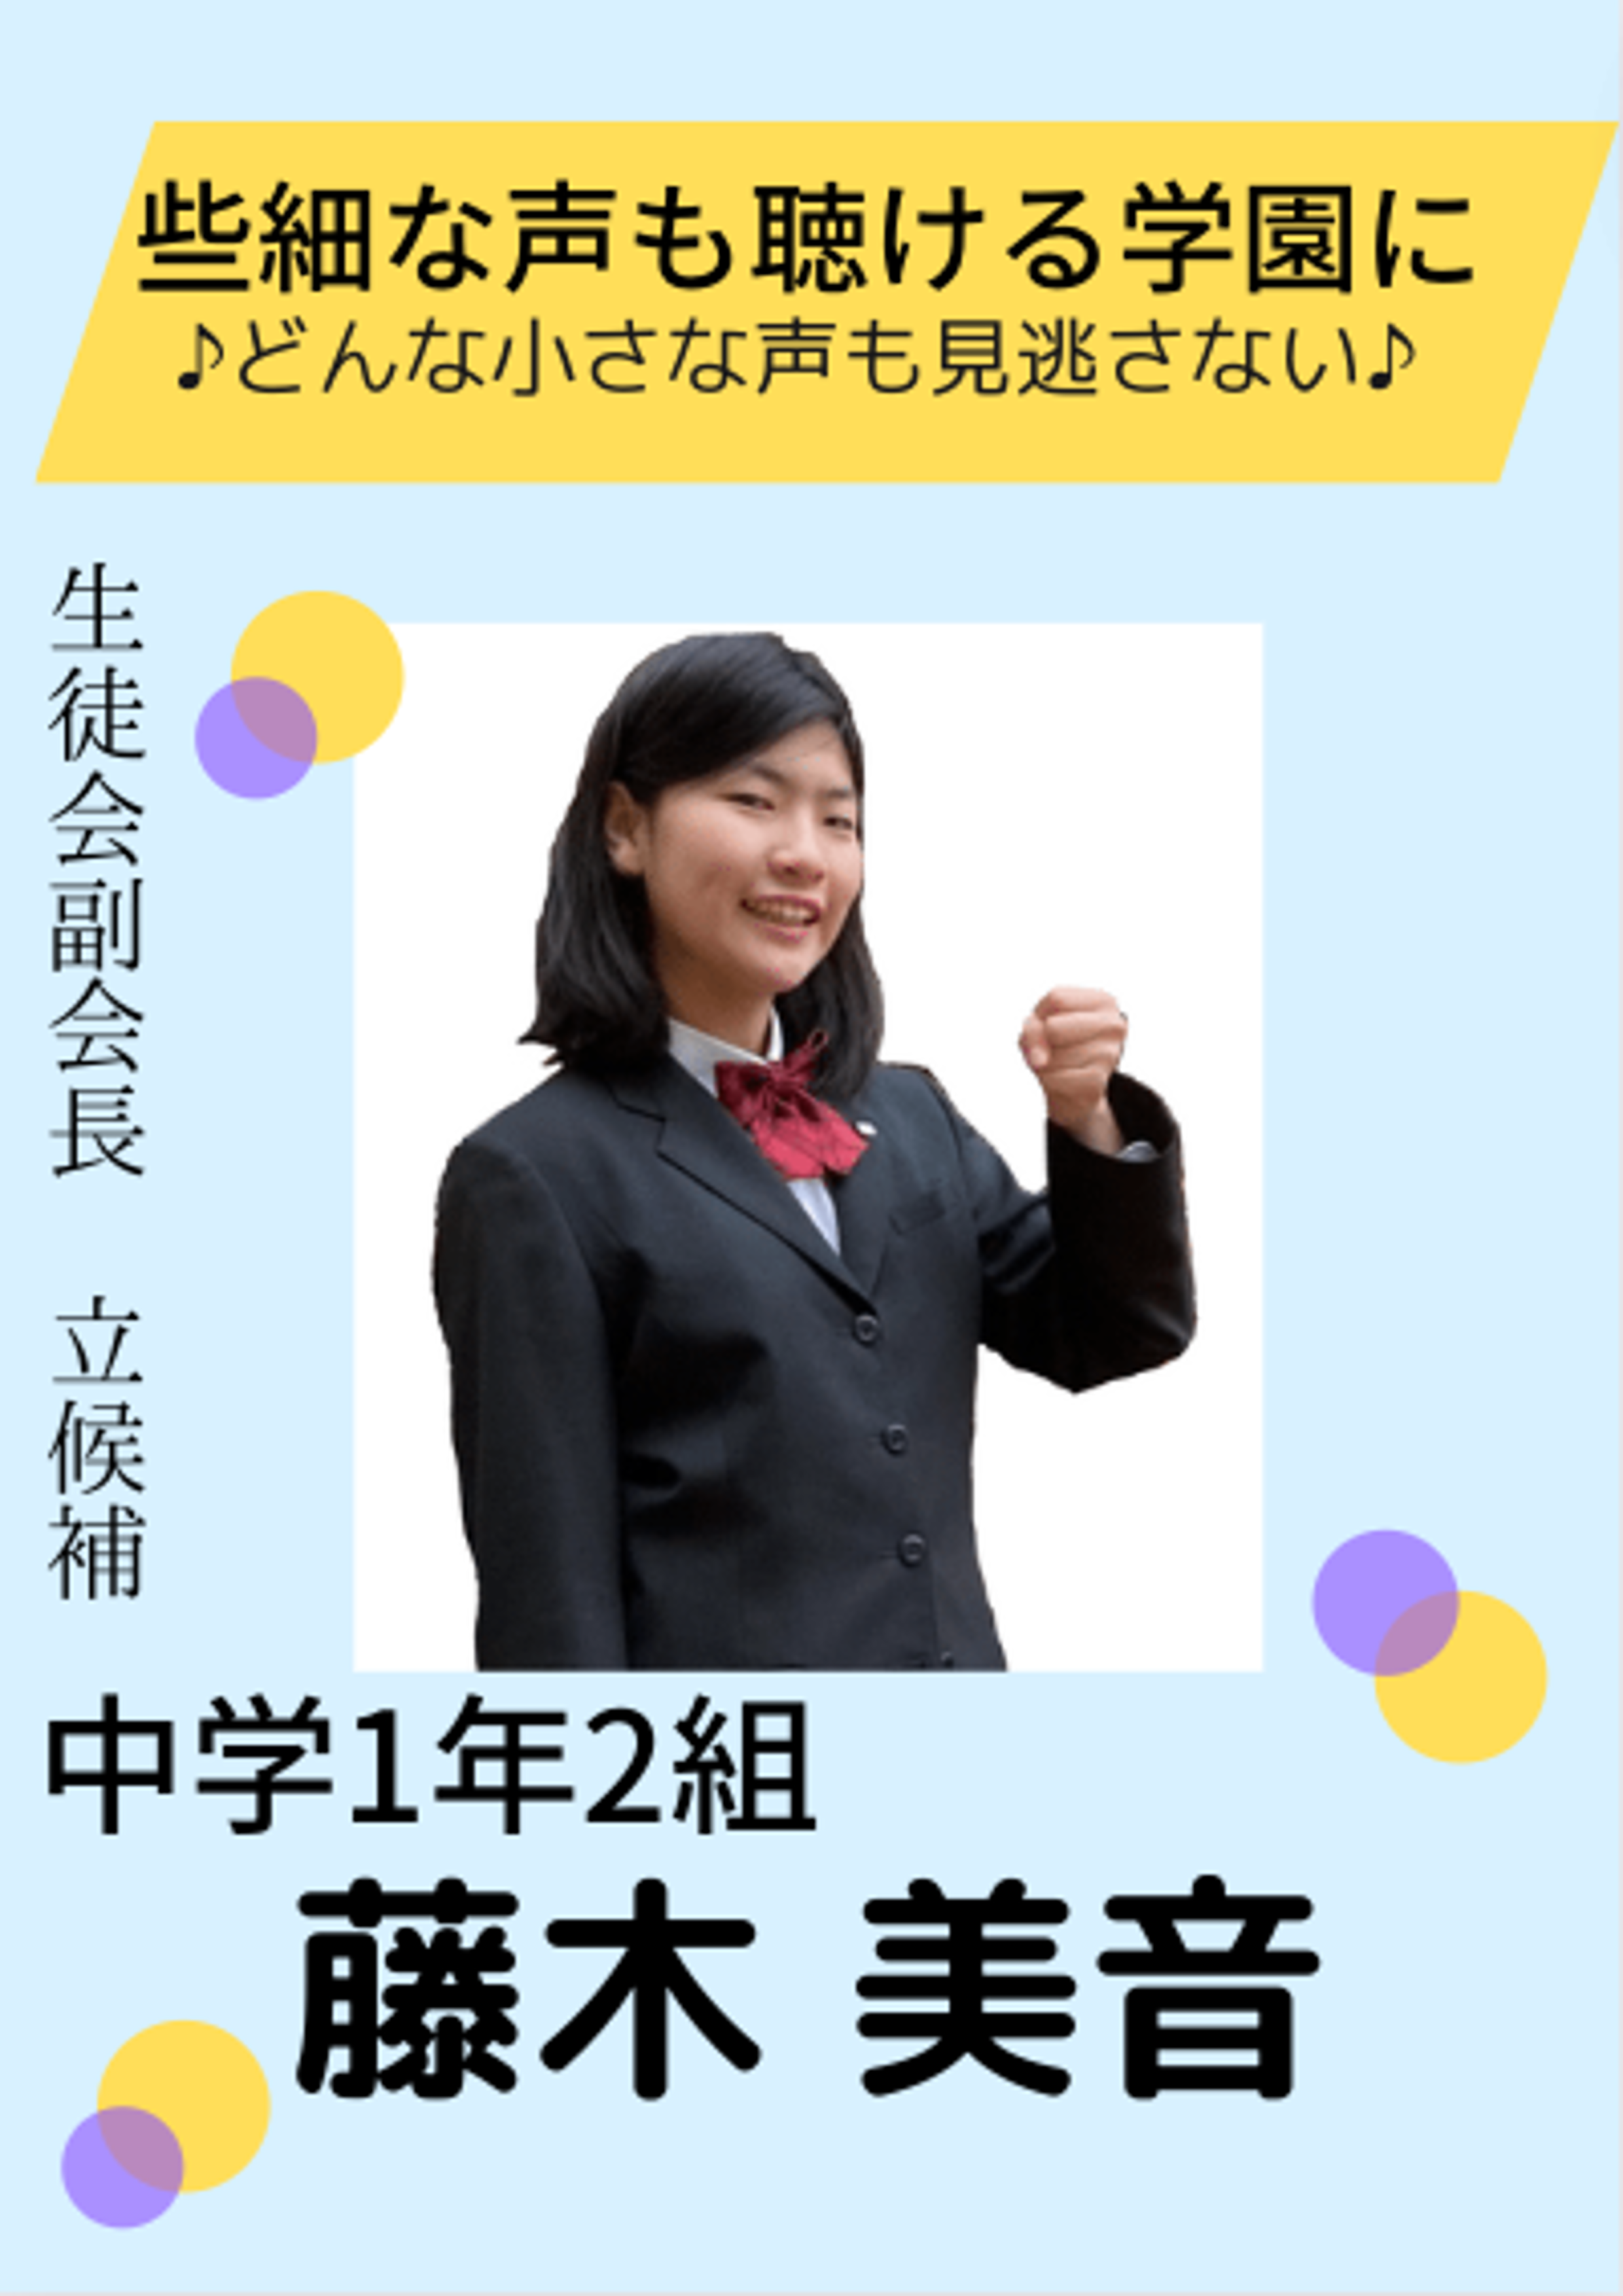 些細な声も聴ける学園に
♪どんな小さな声も見逃さない♪
生徒会副会長 立候補
中学1年2組
藤木 美音